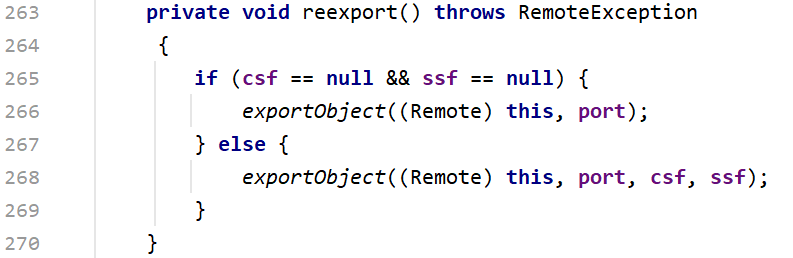 263 private void reexport() throws RemoteException
264 {
265 if (csf == null && ssf == null) {
266 exportObject((Remote) this, port);
267 } else {
268 exportObject((Remote) this, port, csf, ssf);
269 }
270 }